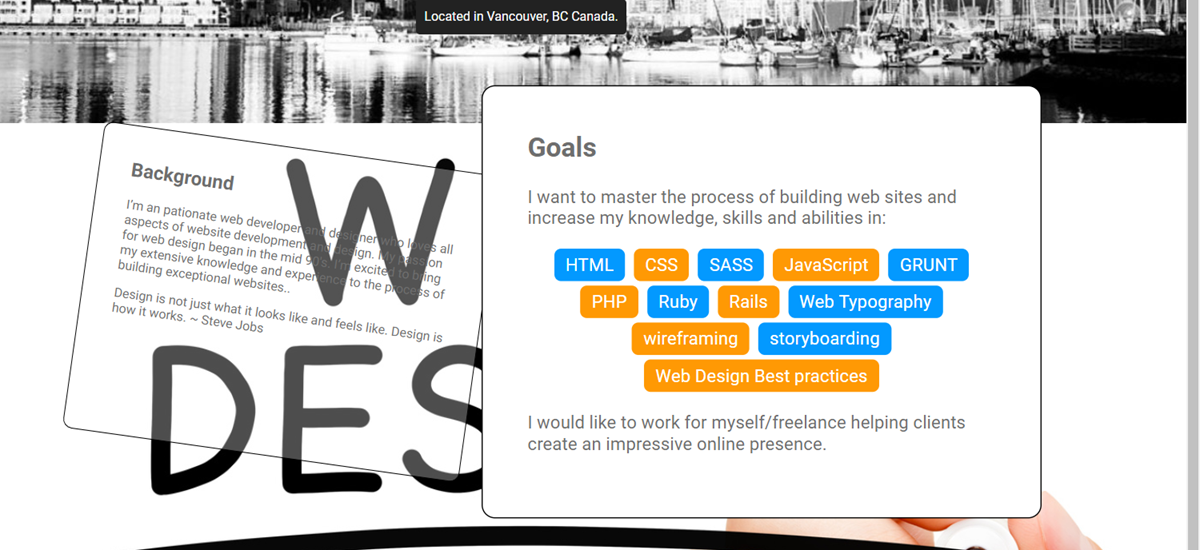 Located in Vancouver, BC Canada.
Background
I'm an pationate web developer and designer who loves all
aspects of website development and design. My passion
for web design began in the mid 90's. I'm excited to bring
my extensive knowledge and experience to the process of
building exceptional websites..
Design is not just what it looks like and feels like. Design is
how it works. ~ Steve Jobs
W
DES
Goals
I want to master the process of building web sites and
increase my knowledge, skills and abilities in:
HTML CSS SASS JavaScript GRUNT
PHP Ruby Rails Web Typography
wireframing storyboarding
Web Design Best practices
I would like to work for myself/freelance helping clients
create an impressive online presence.